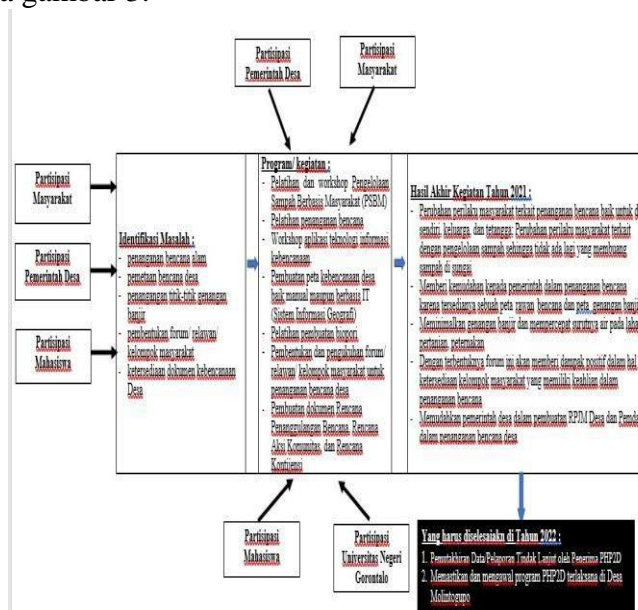 a gambar 3.
Partisipasi
Pemerintah Desa
Partisipasi
Masyarakat
Partisipasi
Masyarakat
Partisipasi
Pemerintah Desa
Partisipasi
Mahasiswa
Identifikasi Masalah :
- penanganan bencana alam
- pemetaan bencana desa
- penangangan titik-titik genangan
banjir
- pembentukan forum/ relawan/
kelompok masyarakat
- ketersediaan dokumen kebencanaan
Desa
Program/ kegiatan :
- Pelatihan dan workshop Pengelolaan
Sampah Berbasis Masyarakat (PSBM)
- Pelatihan penanganan bencana
- Workshop aplikasi teknologi informasi
kebencanaan.
- Pembuatan peta kebencanaan desa
baik manual maupun berbasis IT
(Sistem Informasi Geografi)
- Pelatihan pembuatan biopori
- Pembentukan dan pengukuhan forum/
relawan/ kelompok masyarakat untuk
penanganan bencana desa
- Pembuatan dokumen Rencana
Penanggulangan Bencana, Rencana
Aksi Komunitas, dan Rencana
Kontijensi
Hasil Akhir Kegiatan Tahun 2021 :
- Perubahan perilaku masyarakat terkait penanganan bencana baik untuk d
sendiri, keluarga, dan tetangga; Perubahan perilaku masyarakat terkait
dengan pengelolaan sampah sehingga tidak ada lagi yang membuang
sampah di sungai
- Memberi kemudahan kepada pemerintah dalam penanganan bencana
karena tersedianya sebuah peta rawan bencana dan peta genangan banji
- Meminimalkan genangan banjir dan mempercepat surutnya air pada laha
pertanian, peternakan
- Dengan terbentuknya forum ini akan memberi dampak positif dalam hal
ketersediaan kelompok masyarakat yang memiliki keahlian dalam
penanganan bencana
- Memudahkan pemerintah desa dalam pembuatan RPJM Desa dan Pemda
dalam penanganan bencana desa
Partisipasi
Mahasiswa
Partisipasi
Universitas Negeri
Gorontalo
Yang harus diselesaiakn di Tahun 2022 :
1. Pemutakhiran Data/Pelaporan Tindak Lanjut oleh Penerima PHP2D
2. Memastikan dan mengawal program PHP2D terlaksana di Desa
Molintogupo